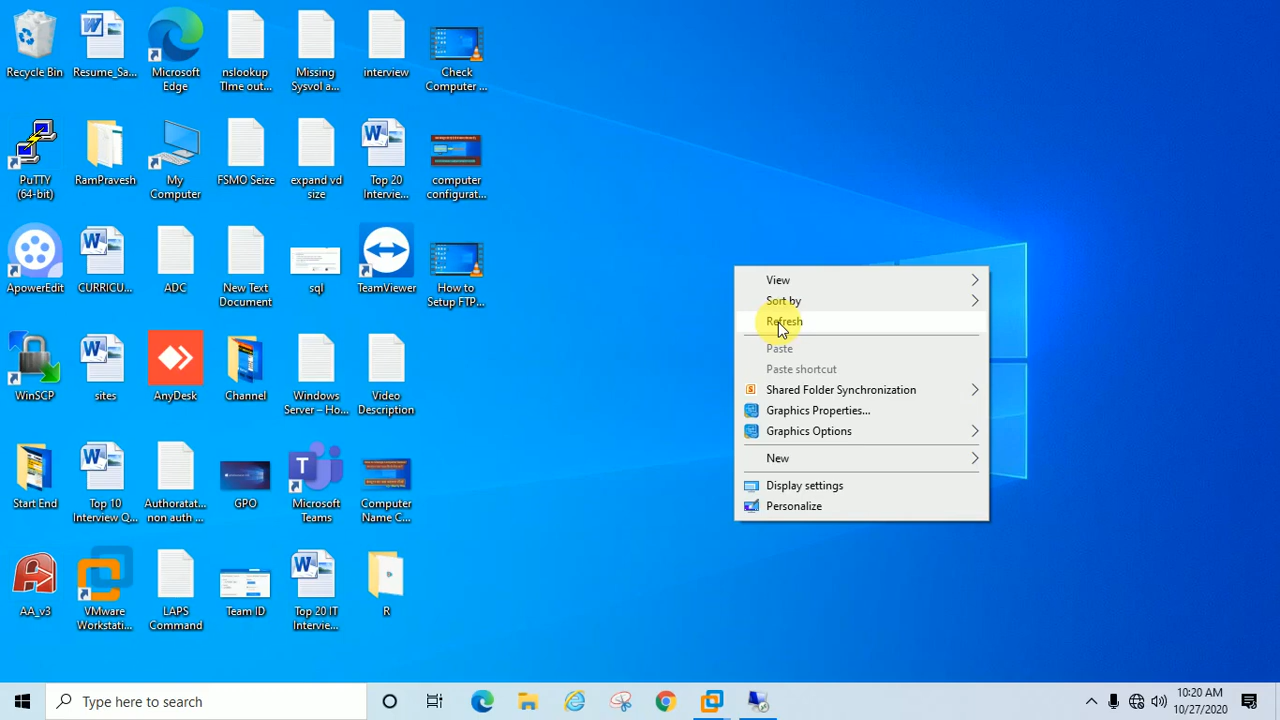 Recycle Bin
Resume_Sa...
Microsoft
Edge
nslookup
TIme out...
Missing
Sysvol a...
interview
Check
Computer ...
PuTTY
(64-bit)
RamPravesh
My
Computer
FSMO Seize
expand vd
size
Top 20
Intervie...
computer
configurat...
ApowerEdit
CURRICU...
ADC
New Text
Document
sql
TeamViewer
How to
Setup FTP...
WinSCP
sites
AnyDesk
Channel
Windows
Server – Ho...
Video
Description
Start End
Top 10
Interview Q...
Authoratat...
non auth ...
GPO
Microsoft
Teams
Computer
Name C...
AA_v3
VMware
Workstati...
LAPS
Command
Team ID
Top 20 IT
Intervie...
R
View
Sort by
Refresh
Paste
Paste shortcut
Shared Folder Synchronization
Graphics Properties...
Graphics Options
New
Display settings
Personalize
Type here to search
10:20 AM
10/27/2020